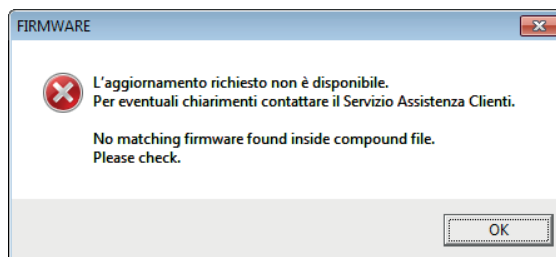 FIRMWARE
L'aggiornamento richiesto non è disponibile.
Per eventuali chiarimenti contattare il Servizio Assistenza Clienti.
No matching firmware found inside compound file.
Please check.
OK